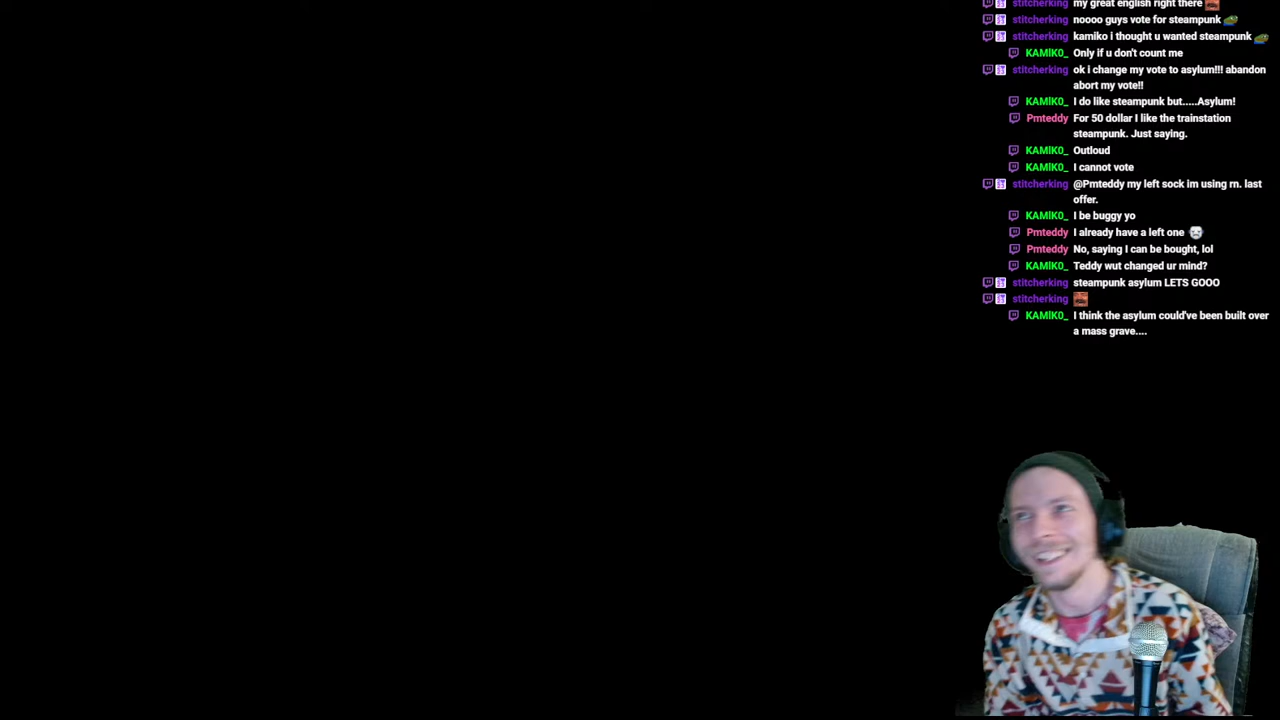 stitcherking my great english right there
stitcherking noooo guys vote for steampunk
stitcherking kamiko i thought u wanted steampunk
KAMIK0_ Only if u don't count me
stitcherking ok i change my vote to asylum!!! abandon
abort my vote!!
KAMIK0_ I do like steampunk but.....Asylum!
Pmteddy For 50 dollar I like the trainstation
steampunk. Just saying.
KAMIK0_ Outloud
KAMIK0_ I cannot vote
stitcherking @Pmteddy my left sock im using rn. last
offer.
KAMIK0_ I be buggy yo
Pmteddy I already have a left one
Pmteddy No, saying I can be bought, lol
KAMIK0_ Teddy wut changed ur mind?
stitcherking steampunk asylum LETS GOOO
stitcherking
KAMIK0_ I think the asylum could've been built over
a mass grave....